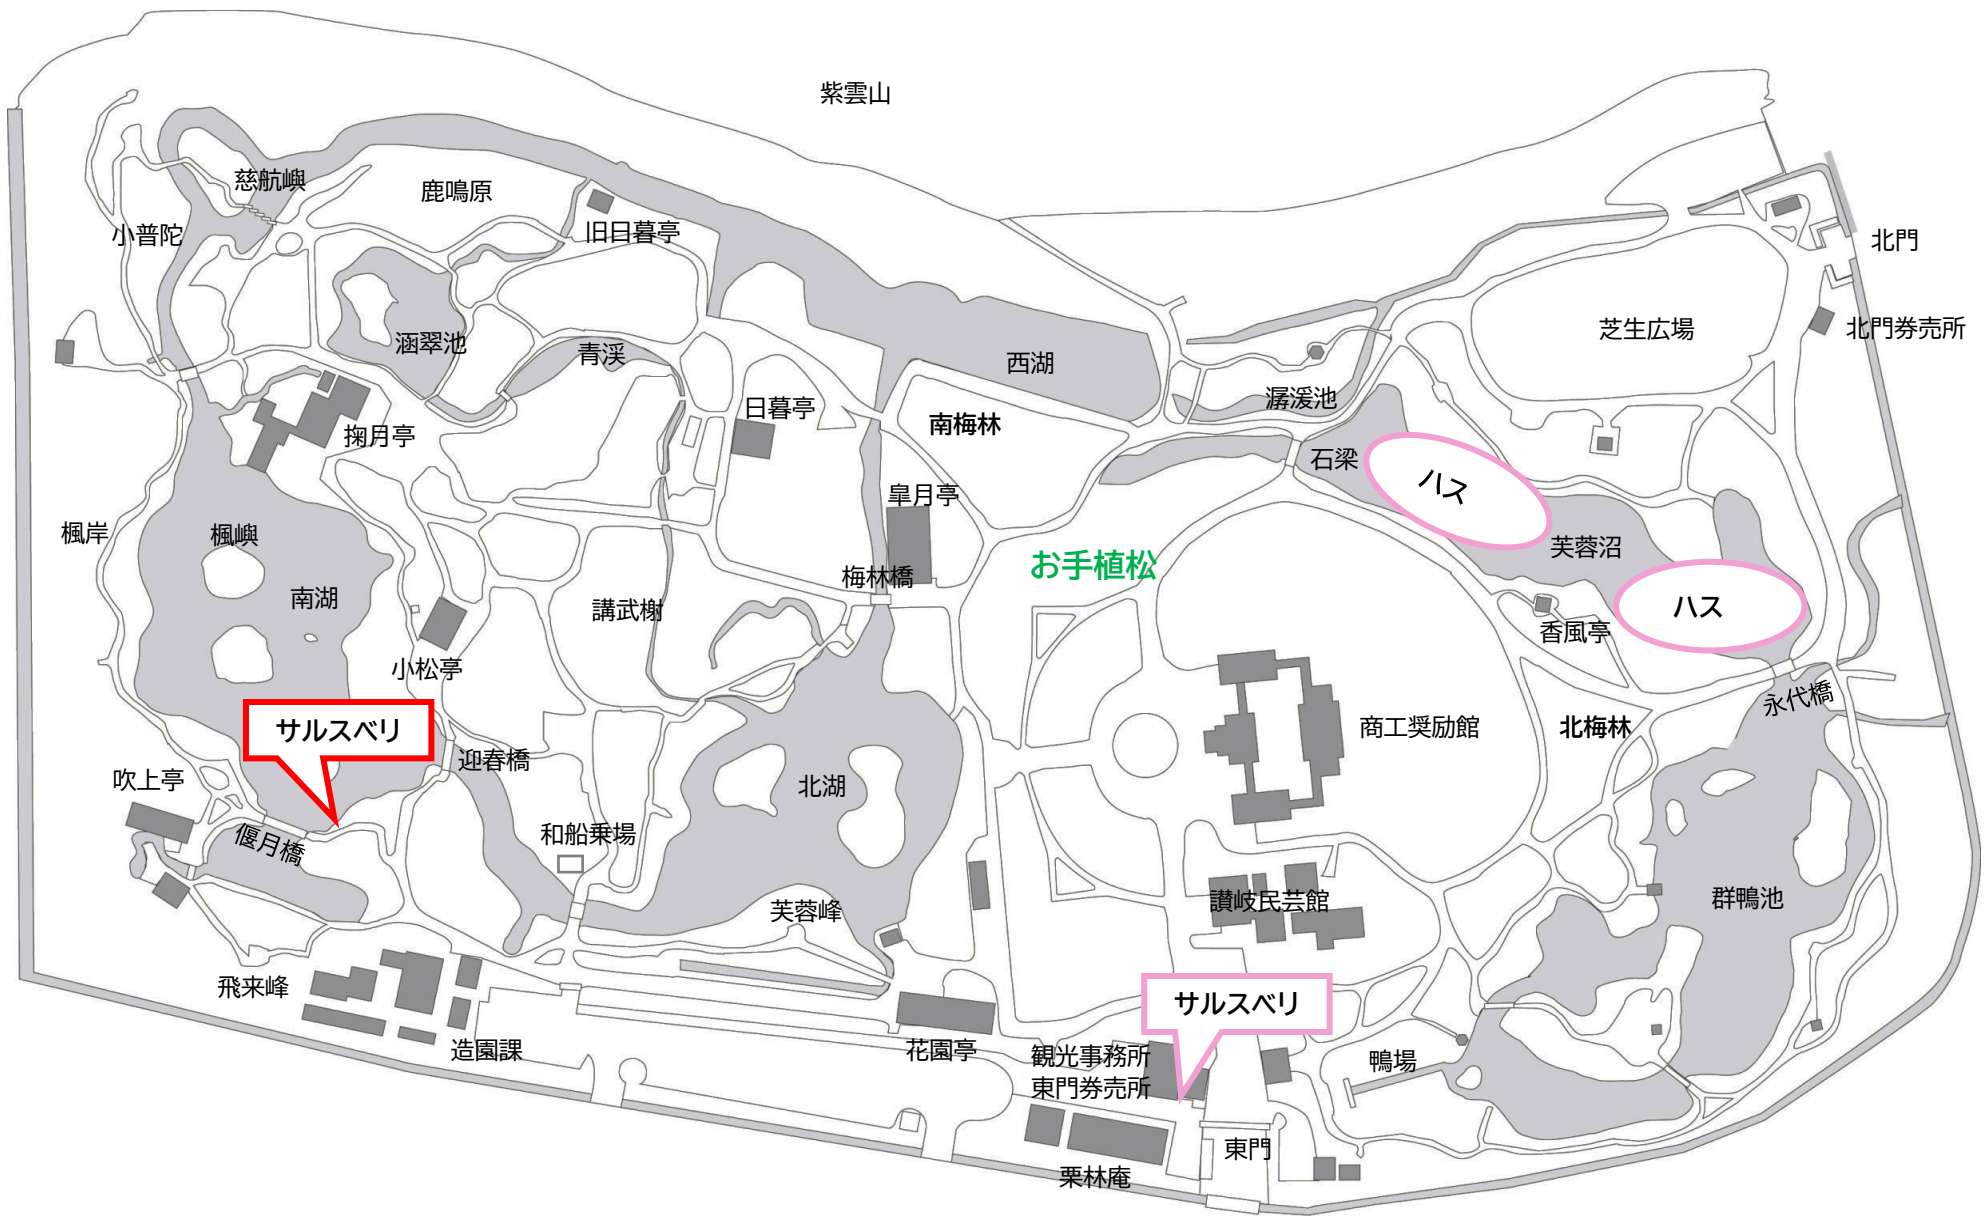 紫雲山
慈航嶼
鹿鳴原
小普陀
旧日暮亭
北門
北門券売所
芝生広場
涵翠池
青渓
西湖
潺湲池
日暮亭
南梅林
掬月亭
石梁
ハス
皐月亭
楓岸
楓嶼
芙蓉沼
お手植松
梅林橋
南湖
講武榭
ハス
香風亭
小松亭
永代橋
サルスベリ
商工奨励館
北梅林
迎春橋
吹上亭
北湖
和船乗場
偃月橋
群鴨池
讃岐民芸館
芙蓉峰
飛来峰
サルスベリ
造園課
花園亭
観光事務所
東門券売所
鴨場
東門
栗林庵